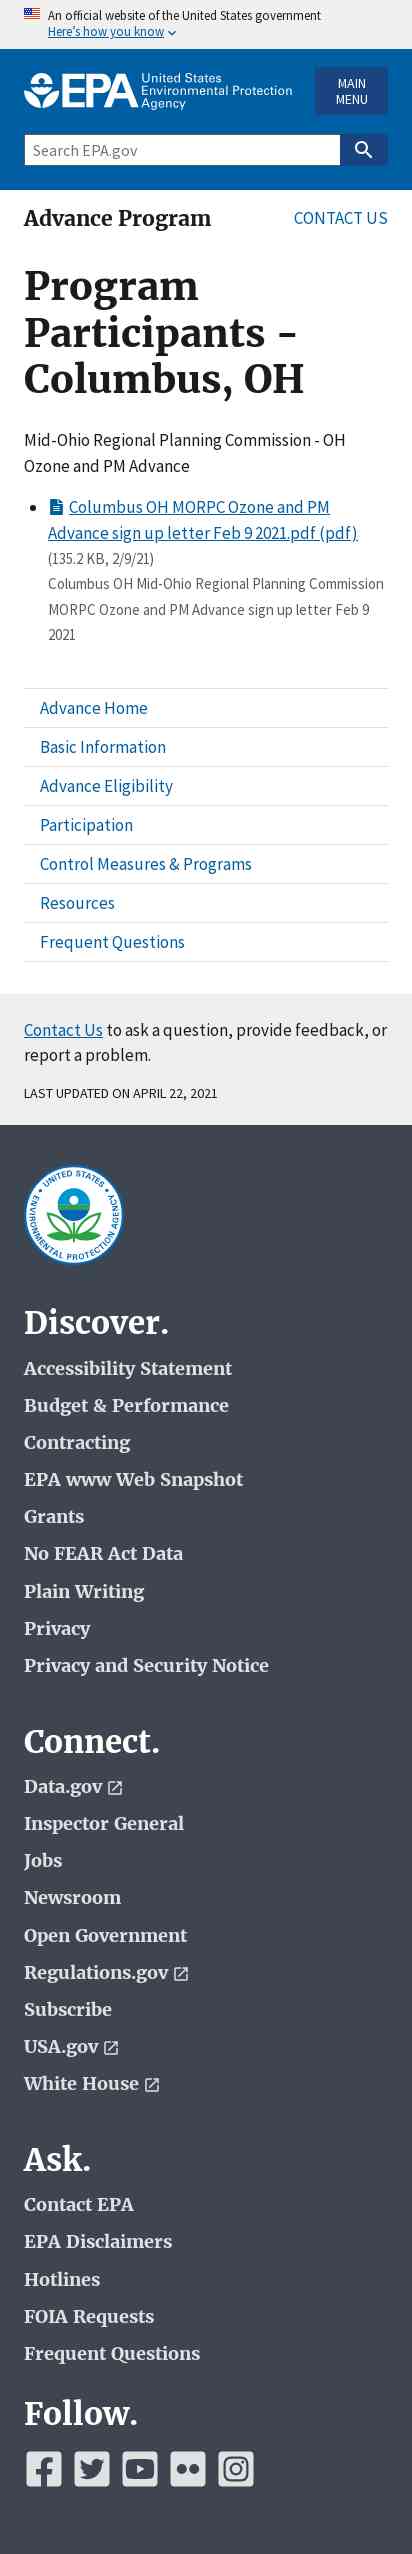 An official website of the United States government
Here's how you know
EPA United States
Environmental Protection
Agency
MAIN
MENU
Search EPA.gov
Advance Program
CONTACT US
Program
Participants -
Columbus, OH
Mid-Ohio Regional Planning Commission - OH
Ozone and PM Advance
Columbus OH MORPC Ozone and PM
Advance sign up letter Feb 9 2021.pdf (pdf)
(135.2 KB, 2/9/21)
Columbus OH Mid-Ohio Regional Planning Commission
MORPC Ozone and PM Advance sign up letter Feb 9
2021
Advance Home
Basic Information
Advance Eligibility
Participation
Control Measures & Programs
Resources
Frequent Questions
Contact Us to ask a question, provide feedback, or
report a problem.
LAST UPDATED ON APRIL 22, 2021
UNITED STATES
ENVIRONMENTAL PROTECTION AGENCY
Discover.
Accessibility Statement
Budget & Performance
Contracting
EPA www Web Snapshot
Grants
No FEAR Act Data
Plain Writing
Privacy
Privacy and Security Notice
Connect.
Data.gov
Inspector General
Jobs
Newsroom
Open Government
Regulations.gov
Subscribe
USA.gov
White House
Ask.
Contact EPA
EPA Disclaimers
Hotlines
FOIA Requests
Frequent Questions
Follow.